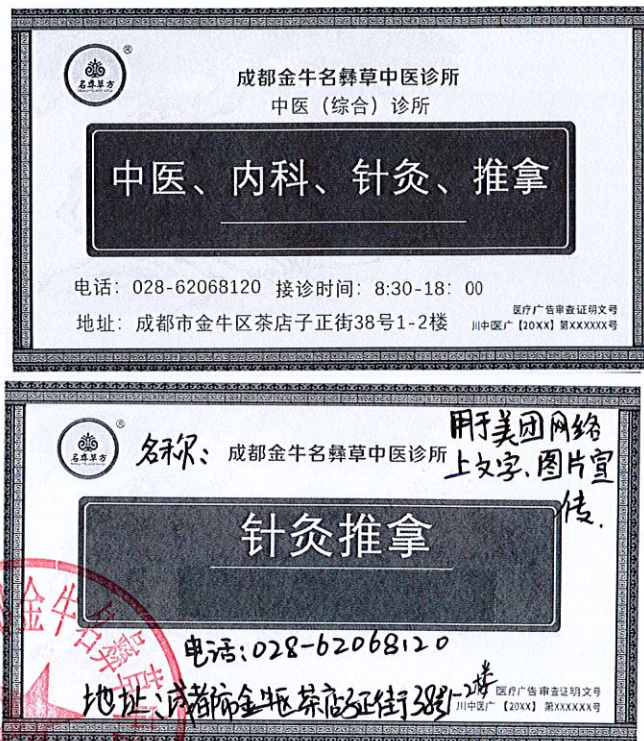 ®
名彝草方
成都金牛名彝草中医诊所
中医（综合）诊所
中医、内科、针灸、推拿
电话：028-62068120 接诊时间：8:30-18：00
地址：成都市金牛区茶店子正街38号1-2楼
医疗广告审查证明文号
川中医广【20XX】第XXXXXX号
®
名彝草方
名称：成都金牛名彝草中医诊所
用于美团网络
上文字、图片宣
传.
针灸推拿
金牛名彝草
电话:028-62068120
地址:成都市金牛区茶店子正街38号1-2楼
医疗广告审查证明文号
川中医广【20XX】第XXXXXX号